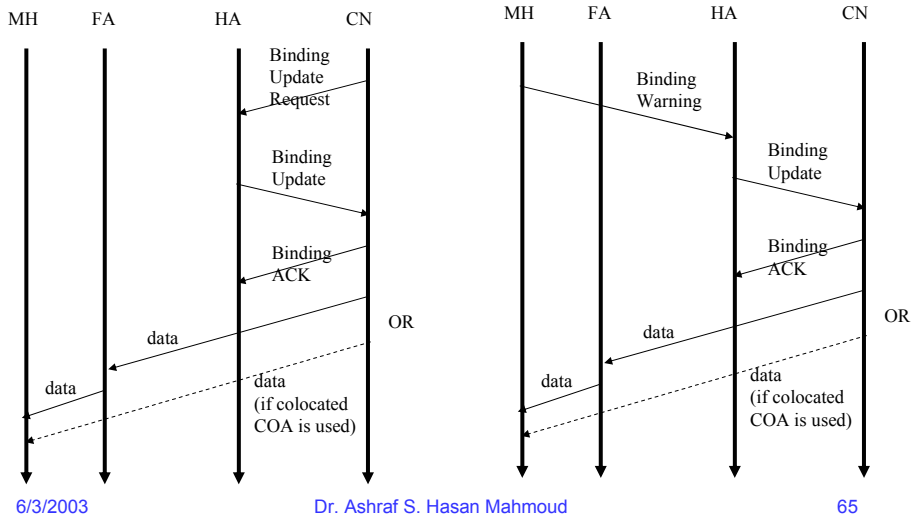 MH FA HA CN
Binding
Update
Request
Binding
Update
Binding
ACK
OR
data
data
data
(if colocated
COA is used)
MH FA HA CN
Binding
Warning
Binding
Update
Binding
ACK
OR
data
data
data
(if colocated
COA is used)
6/3/2003 Dr. Ashraf S. Hasan Mahmoud 65